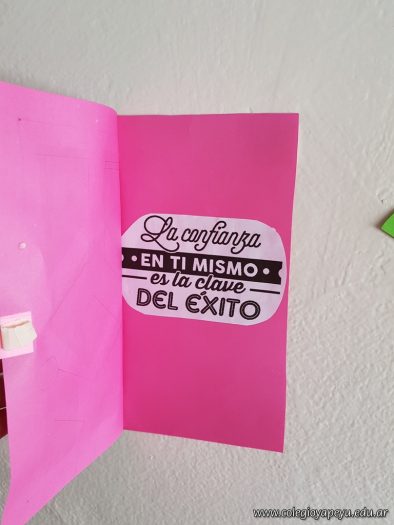 La confianza
EN TI MISMO
es la clave
DEL ÉXITO
www.colegioyapeyu.edu.ar